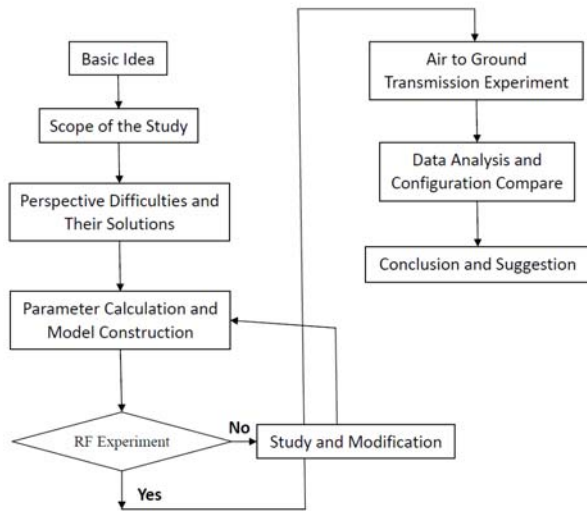 Basic Idea
Scope of the Study
Perspective Difficulties and
Their Solutions
Parameter Calculation and
Model Construction
RF Experiment
No
Study and Modification
Yes
Air to Ground
Transmission Experiment
Data Analysis and
Configuration Compare
Conclusion and Suggestion